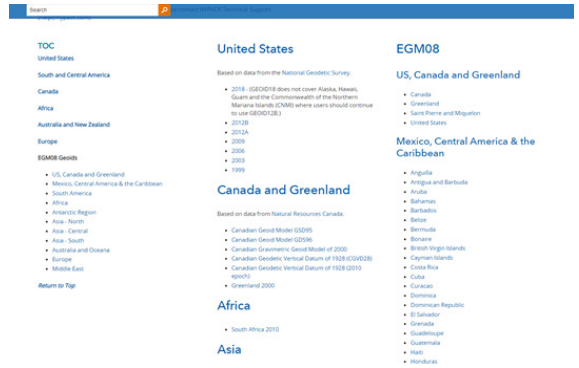 Search
Technical Support
TOC
United States
South and Central America
Canada
Africa
Australia and New Zealand
Europe
EGM08 Geoids
US, Canada and Greenland
Mexico, Central America & the Caribbean
South America
Africa
Antarctic Region
Asia - North
Asia - Central
Asia - South
Australia and Oceana
Europe
Middle East
Return to Top
United States
Based on data from the National Geodetic Survey.
2018 - (GEOID18 does not cover Alaska, Hawaii,
Guam and the Commonwealth of the Northern
Mariana Islands (CNMI) where users should continue
to use GEOID12B.)
2012B
2012A
2009
2006
2003
1999
Canada and Greenland
Based on data from Natural Resources Canada.
Canadian Geoid Model GSD95
Canadian Geoid Model GDS96
Canadian Gravimetric Geoid Model of 2000
Canadian Geodetic Vertical Datum of 1928 (CGVD28)
Canadian Geodetic Vertical Datum of 1928 (2010
epoch)
Greenland 2000
Africa
South Africa 2010
Asia
EGM08
US, Canada and Greenland
Canada
Greenland
Saint Pierre and Miquelon
United States
Mexico, Central America & the
Caribbean
Anguilla
Antigua and Barbuda
Aruba
Bahamas
Barbados
Belize
Bermuda
Bonaire
British Virgin Islands
Cayman Islands
Costa Rica
Cuba
Curacao
Dominica
Dominican Republic
El Salvador
Grenada
Guadeloupe
Guatemala
Haiti
Honduras